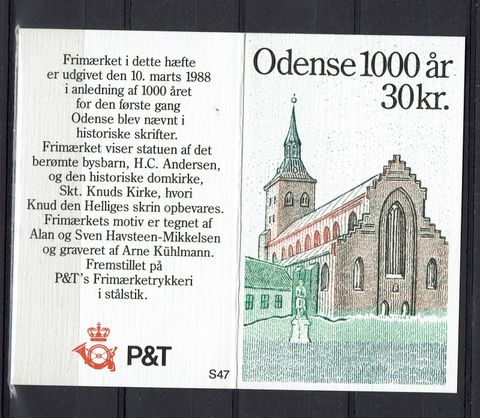 Frimærket i dette hæfte
er udgivet den 10. marts 1988
i anledning af 1000 året
for den første gang
Odense blev nævnt i
historiske skrifter.
Frimærket viser statuen af det
berømte bysbarn, H.C. Andersen,
og den historiske domkirke,
Skt. Knuds Kirke, hvori
Knud den Helliges skrin opbevares.
Frimærkets motiv er tegnet af
Alan og Sven Havsteen-Mikkelsen
og graveret af Arne Kühlmann.
Fremstillet på
P&T's Frimærketrykkeri
i stålstik.
P&T
S47
Odense 1000 år
30 kr.